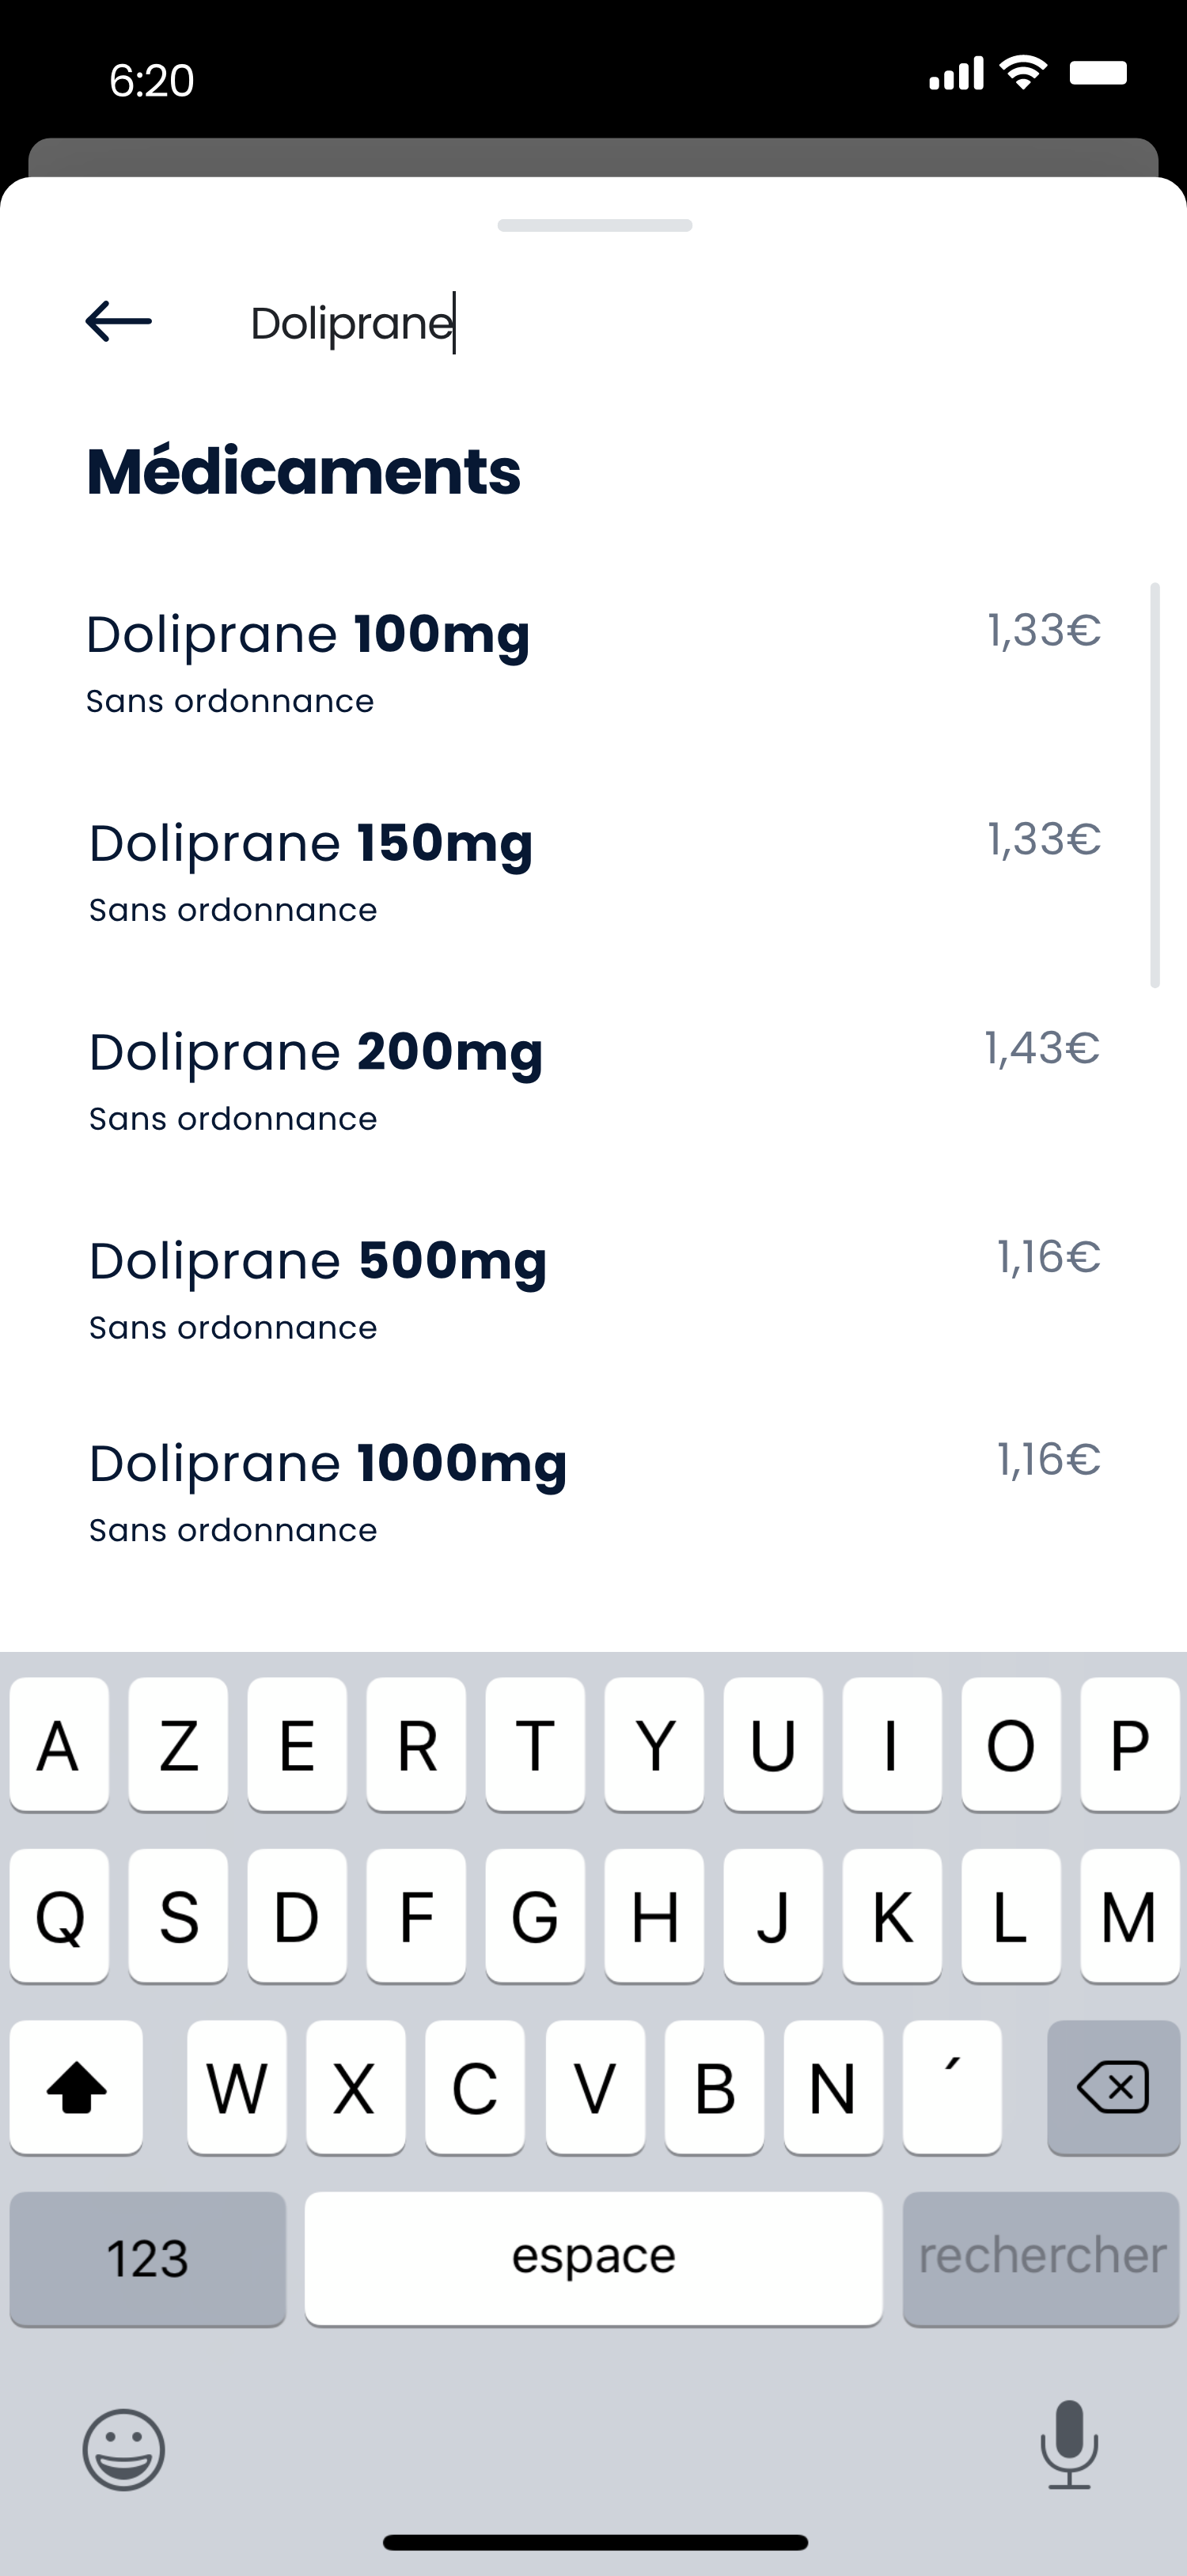 6:20
Doliprane
Médicaments
Doliprane 100mg 1,33€
Sans ordonnance
Doliprane 150mg 1,33€
Sans ordonnance
Doliprane 200mg 1,43€
Sans ordonnance
Doliprane 500mg 1,16€
Sans ordonnance
Doliprane 1000mg 1,16€
Sans ordonnance
A Z E R T Y U I O P
Q S D F G H J K L M
W X C V B N ´
123 espace rechercher